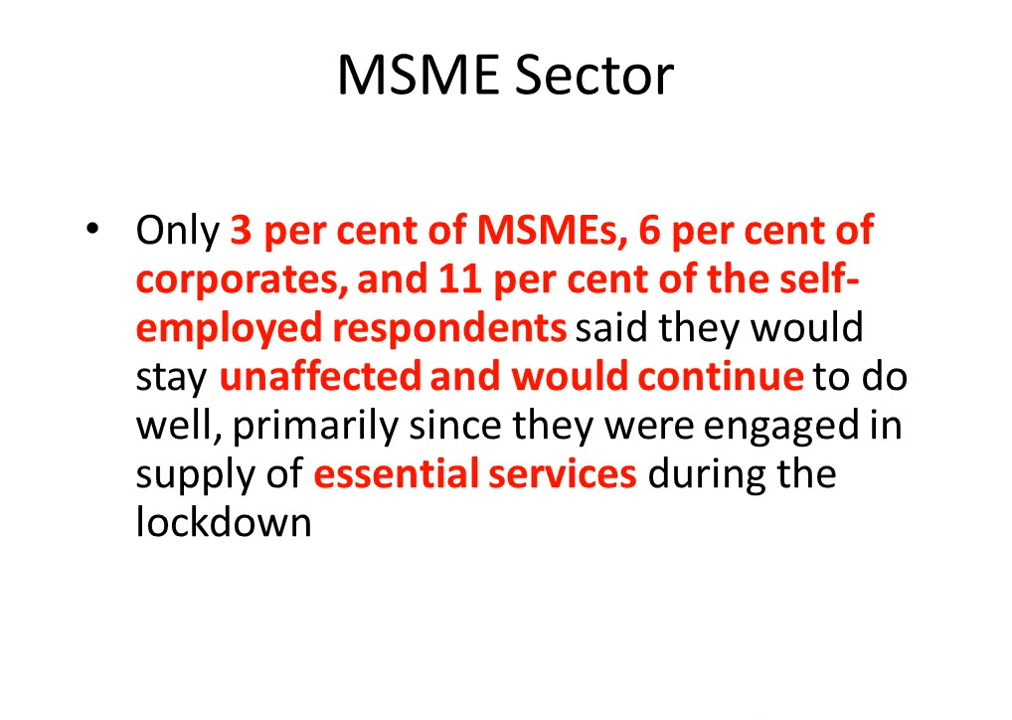 MSME Sector
• Only 3 per cent of MSMEs, 6 per cent of
corporates, and 11 per cent of the self-
employed respondents said they would
stay unaffected and would continue to do
well, primarily since they were engaged in
supply of essential services during the
lockdown